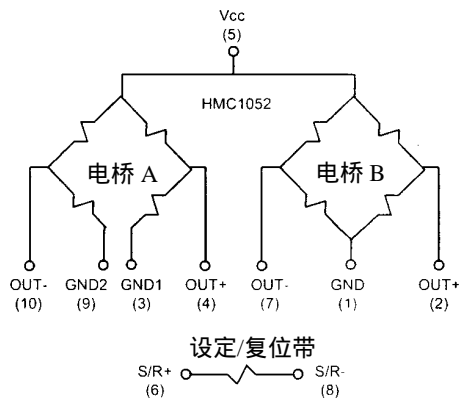 Vcc
(5)
HMC1052
电桥 A
电桥 B
OUT- GND2 GND1 OUT+ OUT- GND OUT+
(10) (9) (3) (4) (7) (1) (2)
设定/复位带
S/R+ S/R-
(6) (8)